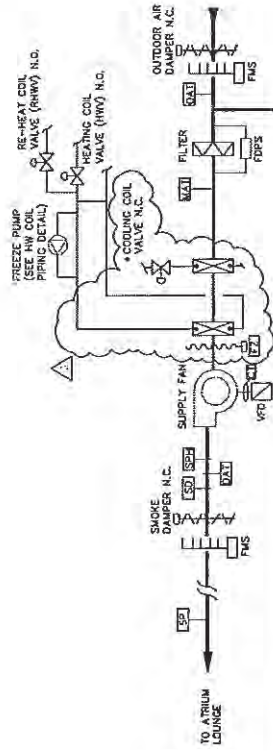 RE-HEAT COIL
VALVE (RHWV) N.O.
HEATING COIL
VALVE (HWV) N.O.
FREEZE PUMP
(SEE HW COIL
PIPING DETAIL)
COOLING COIL
VALVE N.C.
OUTDOOR AIR
DAMPER N.C.
FMS
OAT
FILTER
FDPS
MAT
FZ
SUPPLY FAN
CT
VFD
SPH
SD
DAT
SMOKE
DAMPER N.C.
FMS
SP
TO ATRIUM
LOUNGE